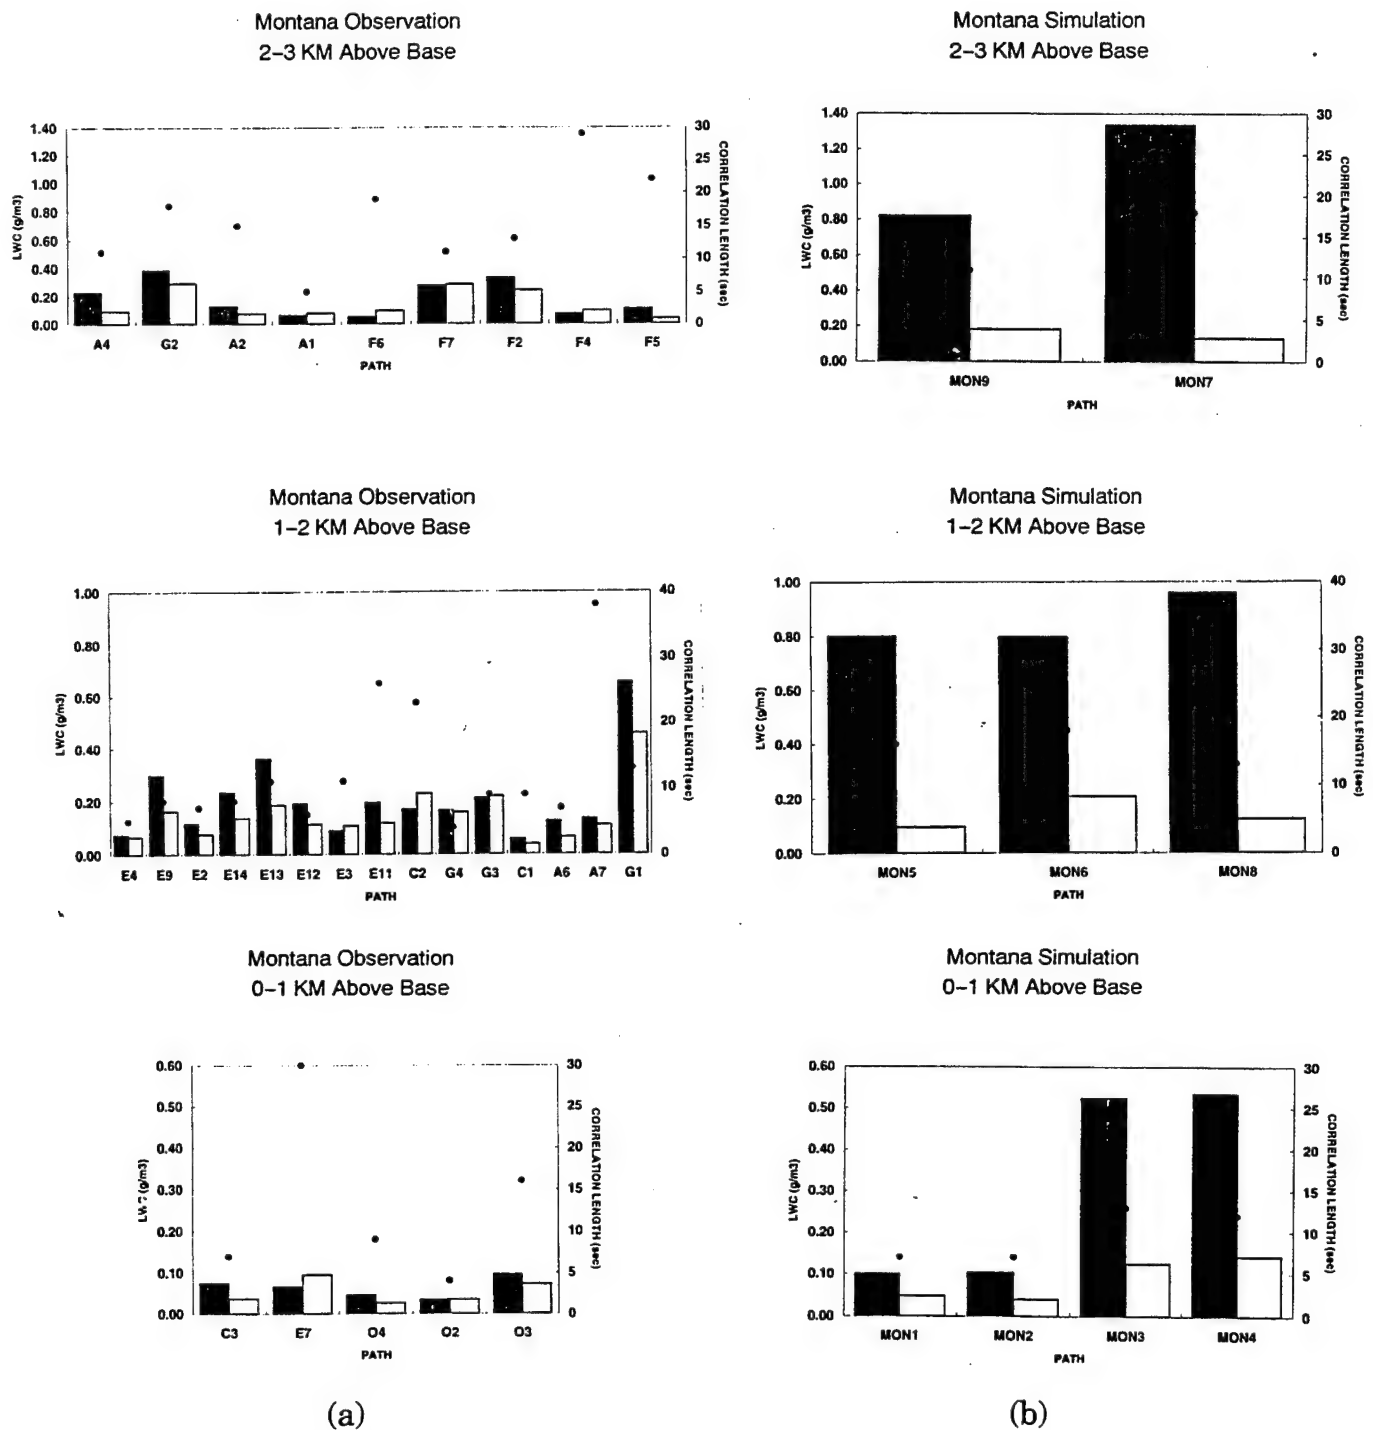 Montana Observation
2–3 KM Above Base
1.40
1.20
1.00
0.80
0.60
0.40
0.20
0.00
LWC (g/m3)
30
25
20
15
10
5
0
CORRELATION LENGTH (sec)
A4 G2 A2 A1 F6 F7 F2 F4 F5
PATH
Montana Simulation
2–3 KM Above Base
1.40
1.20
1.00
0.80
0.60
0.40
0.20
0.00
LWC (g/m3)
30
25
20
15
10
5
0
CORRELATION LENGTH (sec)
MON9 MON7
PATH
Montana Observation
1–2 KM Above Base
1.00
0.80
0.60
0.40
0.20
0.00
LWC (g/m3)
40
30
20
10
0
CORRELATION LENGTH (sec)
E4 E9 E2 E14 E13 E12 E3 E11 C2 G4 G3 C1 A6 A7 G1
PATH
Montana Simulation
1–2 KM Above Base
1.00
0.80
0.60
0.40
0.20
0.00
LWC (g/m3)
40
30
20
10
0
CORRELATION LENGTH (sec)
MON5 MON6 MON8
PATH
Montana Observation
0–1 KM Above Base
0.60
0.50
0.40
0.30
0.20
0.10
0.00
LWC (g/m3)
30
25
20
15
10
5
0
CORRELATION LENGTH (sec)
C3 E7 O4 O2 O3
PATH
Montana Simulation
0–1 KM Above Base
0.60
0.50
0.40
0.30
0.20
0.10
0.00
LWC (g/m3)
30
25
20
15
10
5
0
CORRELATION LENGTH (sec)
MON1 MON2 MON3 MON4
PATH
(a)
(b)